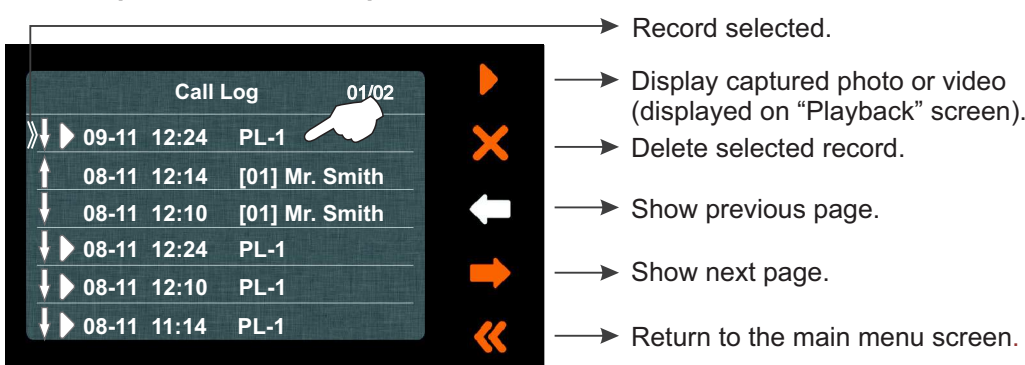 Record selected.
Call Log 01/02
09-11 12:24 PL-1
08-11 12:14 [01] Mr. Smith
08-11 12:10 [01] Mr. Smith
08-11 12:24 PL-1
08-11 12:10 PL-1
08-11 11:14 PL-1
Display captured photo or video
(displayed on “Playback” screen).
Delete selected record.
Show previous page.
Show next page.
Return to the main menu screen.